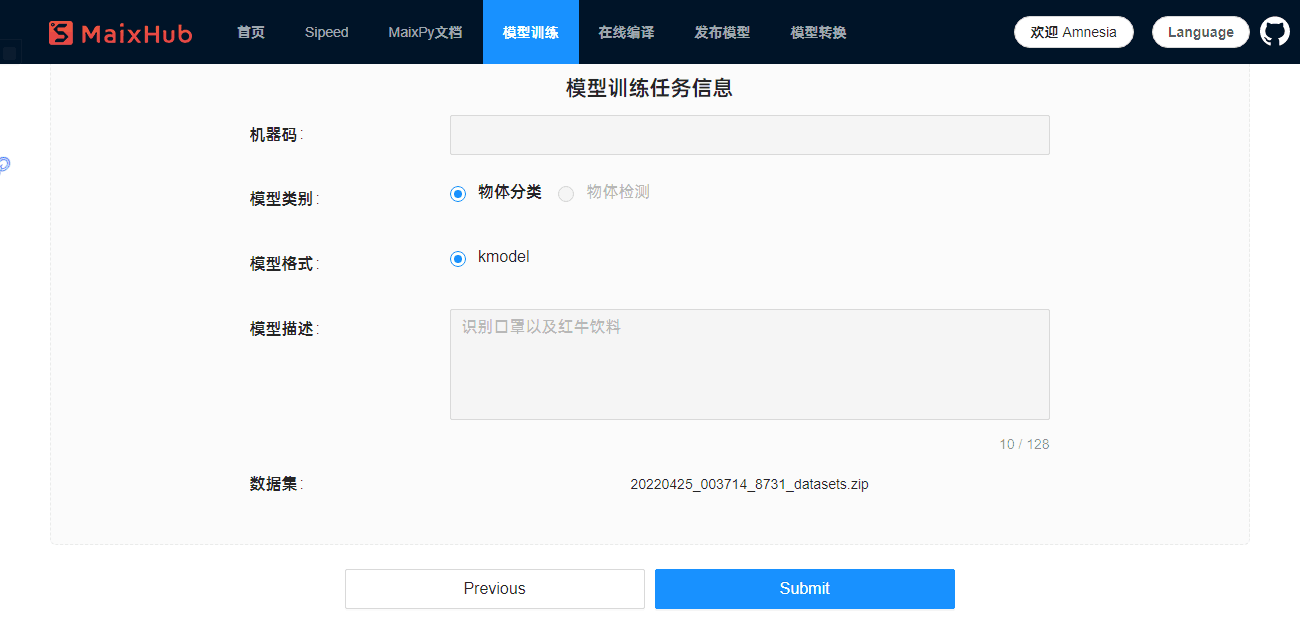 MaixHub 首页 Sipeed MaixPy文档 模型训练 在线编译 发布模型 模型转换 欢迎 Amnesia Language
模型训练任务信息
机器码:
模型类别: 物体分类 物体检测
模型格式: kmodel
模型描述: 识别口罩以及红牛饮料
10 / 128
数据集: 20220425_003714_8731_datasets.zip
Previous Submit